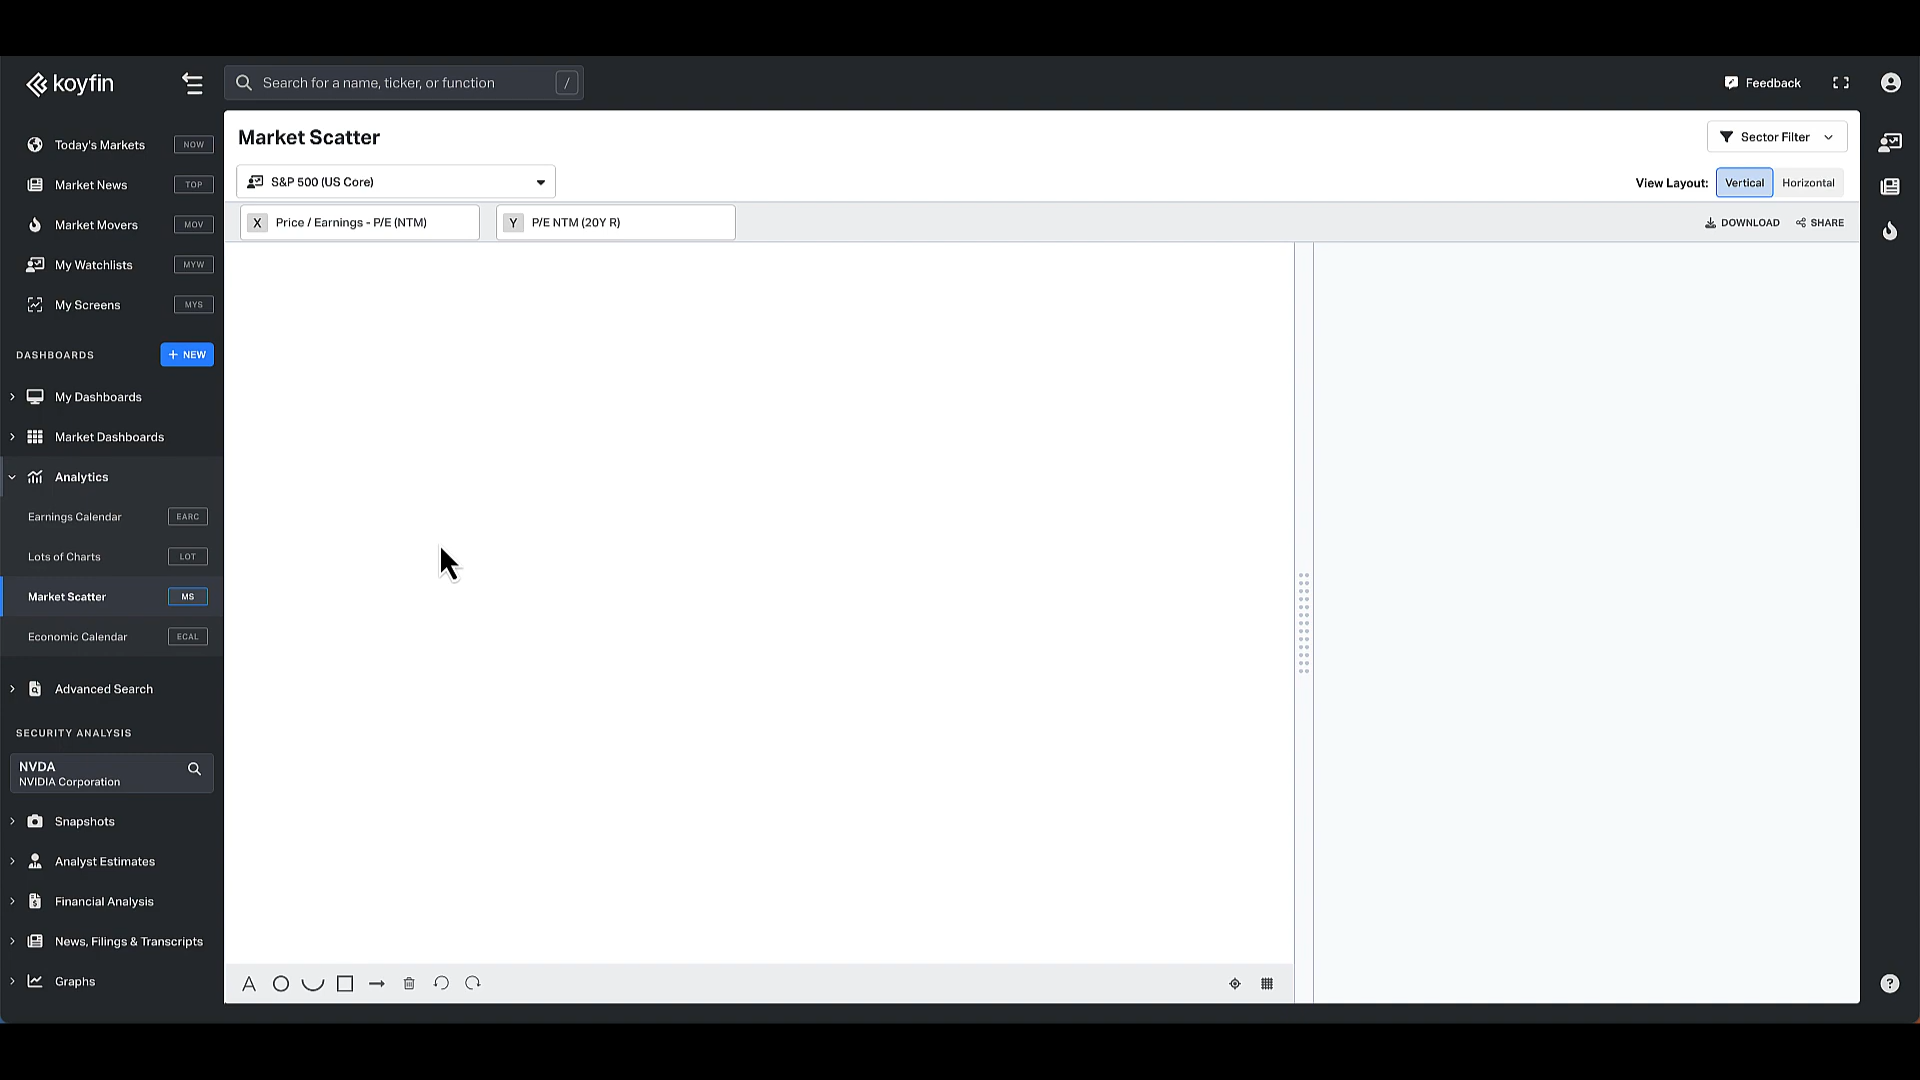 koyfin
Search for a name, ticker, or function /
Feedback
Today's Markets NOW
Market News TOP
Market Movers MOV
My Watchlists MYW
My Screens MYS
DASHBOARDS + NEW
My Dashboards
Market Dashboards
Analytics
Earnings Calendar EARC
Lots of Charts LOT
Market Scatter MS
Economic Calendar ECAL
Advanced Search
SECURITY ANALYSIS
NVDA
NVIDIA Corporation
Snapshots
Analyst Estimates
Financial Analysis
News, Filings & Transcripts
Graphs
Market Scatter
Sector Filter
S&P 500 (US Core)
View Layout: Vertical Horizontal
X Price / Earnings - P/E (NTM) Y P/E NTM (20Y R)
DOWNLOAD SHARE
A
?